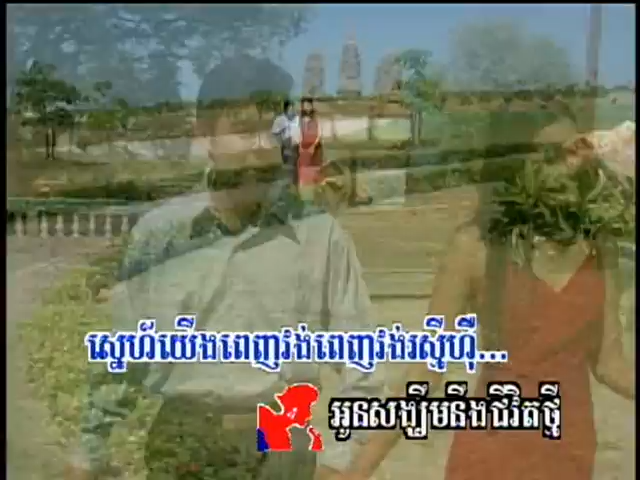 ស្នេហ៍យើងពេញវង់ពេញវង់រស្មីហ៊ឺ...
អូនសង្ឃឹមនឹងជីវិតថ្មី